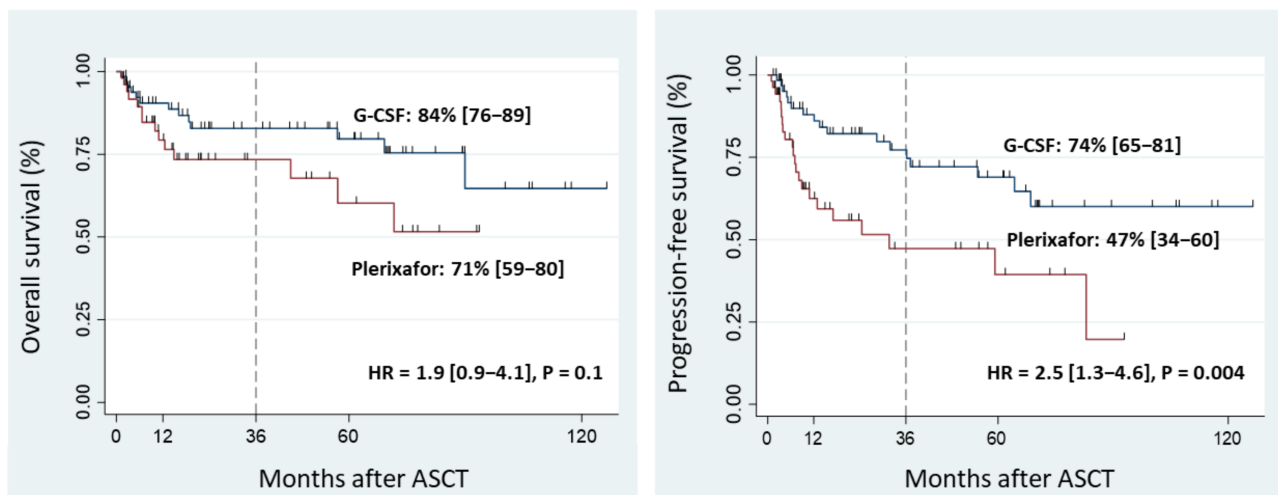 Overall survival (%)
1.00
0.75
0.50
0.25
0.00
G-CSF: 84% [76–89]
Plerixafor: 71% [59–80]
HR = 1.9 [0.9–4.1], P = 0.1
0 12 36 60 120
Months after ASCT
Progression-free survival (%)
1.00
0.75
0.50
0.25
0.00
G-CSF: 74% [65–81]
Plerixafor: 47% [34–60]
HR = 2.5 [1.3–4.6], P = 0.004
0 12 36 60 120
Months after ASCT